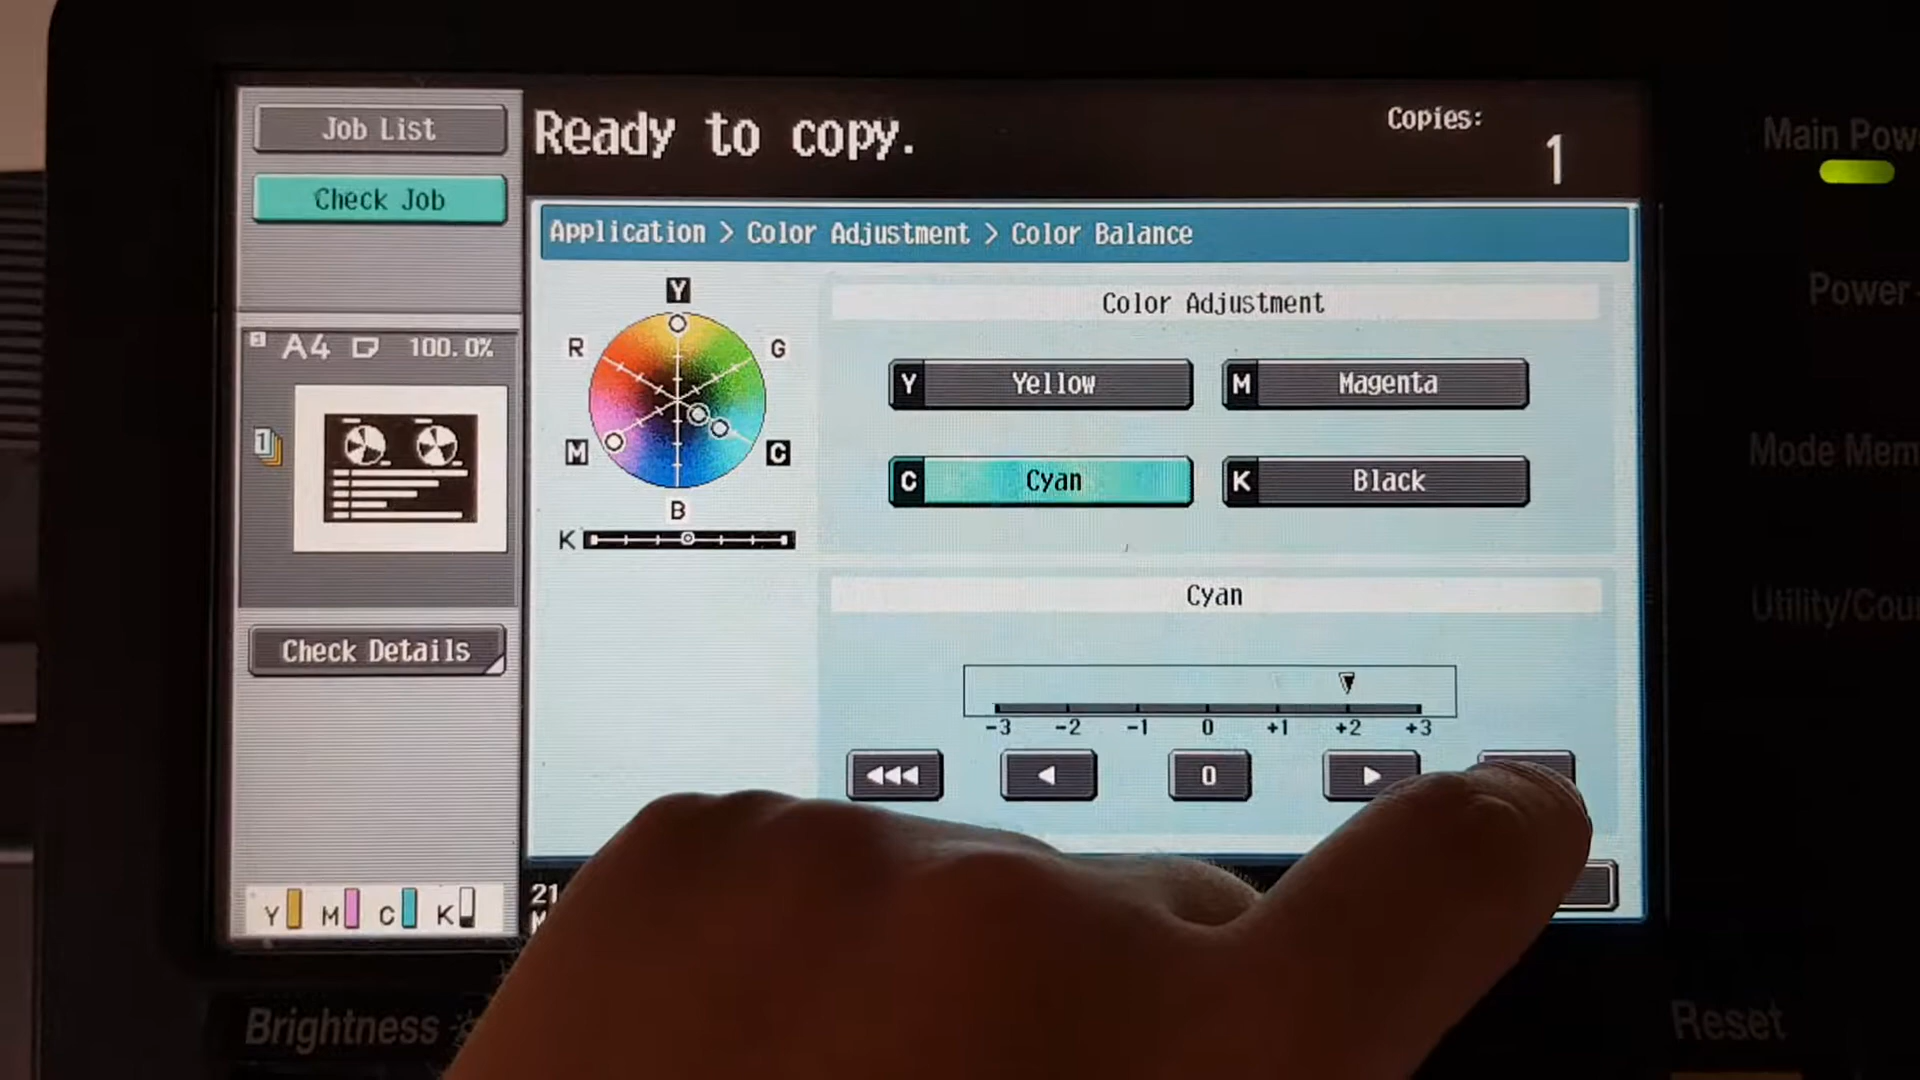 Job List
Check Job
Ready to copy.
Copies:
1
Main Pow
Application > Color Adjustment > Color Balance
Power
A4 100.0%
1
Y
R
G
M
C
B
K
Color Adjustment
Y Yellow
M Magenta
C Cyan
K Black
Mode Mem
Cyan
-3 -2 -1 0 +1 +2 +3
0
Utility/Cou
Check Details
Y M C K
21
Brightness
Reset